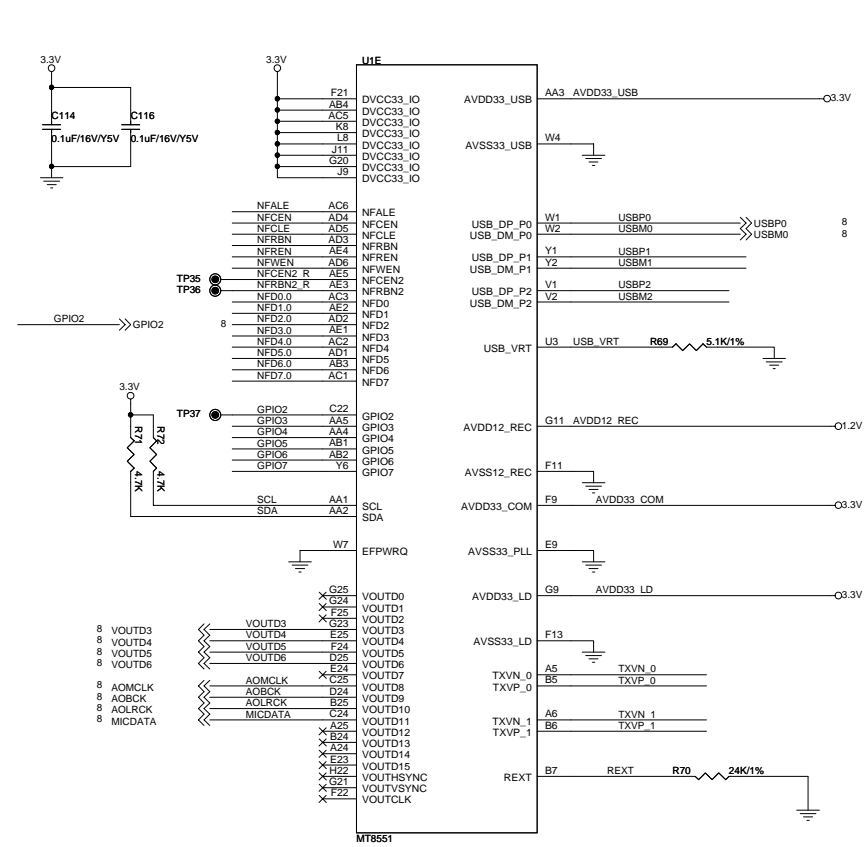 3.3V
C114
0.1uF/16V/Y5V
C116
0.1uF/16V/Y5V
3.3V
U1E
F21 DVCC33_IO
AB4 DVCC33_IO
AC5 DVCC33_IO
K8 DVCC33_IO
L8 DVCC33_IO
J11 DVCC33_IO
G20 DVCC33_IO
J9 DVCC33_IO
NFALE AC6 NFALE
NFCEN AD4 NFCEN
NFCLE AD5 NFCLE
NFRBN AD3 NFRBN
NFREN AE4 NFREN
NFWEN AD6 NFWEN
TP35 NFCEN2_R AE5 NFCEN2
TP36 NFRBN2_R AE3 NFRBN2
NFD0.0 AC3 NFD0
NFD1.0 AE2 NFD1
NFD2.0 AD2 NFD2
NFD3.0 AE1 NFD3
NFD4.0 AC2 NFD4
NFD5.0 AD1 NFD5
NFD6.0 AB3 NFD6
NFD7.0 AC1 NFD7
GPIO2 GPIO2 8
3.3V
R71 4.7K
R72 4.7K
TP37 GPIO2 C22 GPIO2
GPIO3 AA5 GPIO3
GPIO4 AA4 GPIO4
GPIO5 AB1 GPIO5
GPIO6 AB2 GPIO6
GPIO7 Y6 GPIO7
SCL AA1 SCL
SDA AA2 SDA
W7 EFPWRQ
G25 VOUTD0
G24 VOUTD1
F25 VOUTD2
8 VOUTD3 VOUTD3 G23 VOUTD3
8 VOUTD4 VOUTD4 E25 VOUTD4
8 VOUTD5 VOUTD5 F24 VOUTD5
8 VOUTD6 VOUTD6 D25 VOUTD6
E24 VOUTD7
8 AOMCLK AOMCLK C25 VOUTD8
8 AOBCK AOBCK D24 VOUTD9
8 AOLRCK AOLRCK B25 VOUTD10
8 MICDATA MICDATA C24 VOUTD11
A25 VOUTD12
B24 VOUTD13
A24 VOUTD14
E23 VOUTD15
H22 VOUTHSYNC
G21 VOUTVSYNC
F22 VOUTCLK
MT8551
AVDD33_USB AA3 AVDD33_USB 3.3V
AVSS33_USB W4
USB_DP_P0 W1 USBP0 USBP0 8
USB_DM_P0 W2 USBM0 USBM0 8
USB_DP_P1 Y1 USBP1
USB_DM_P1 Y2 USBM1
USB_DP_P2 V1 USBP2
USB_DM_P2 V2 USBM2
USB_VRT U3 USB_VRT R69 5.1K/1%
AVDD12_REC G11 AVDD12_REC 1.2V
AVSS12_REC F11
AVDD33_COM F9 AVDD33_COM 3.3V
AVSS33_PLL E9
AVDD33_LD G9 AVDD33_LD 3.3V
AVSS33_LD F13
TXVN_0 A5 TXVN_0
TXVP_0 B5 TXVP_0
TXVN_1 A6 TXVN_1
TXVP_1 B6 TXVP_1
REXT B7 REXT R70 24K/1%